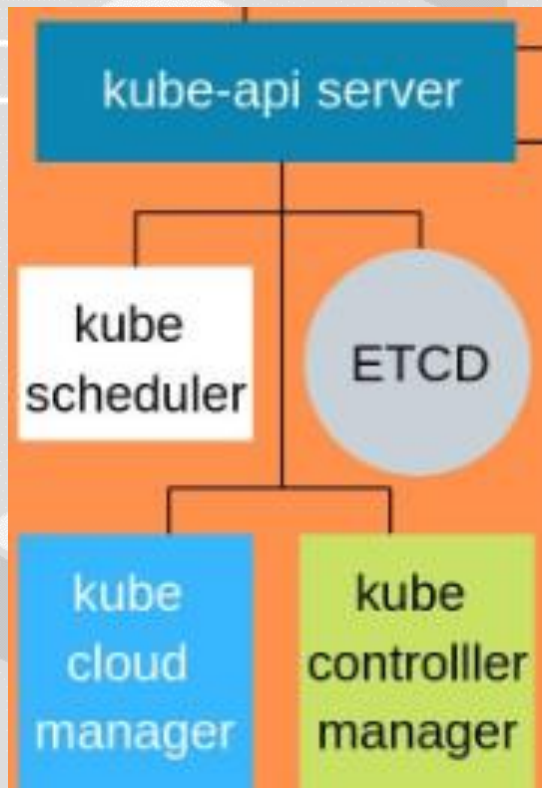 kube-api server
kube
scheduler
ETCD
kube
cloud
manager
kube
controlller
manager